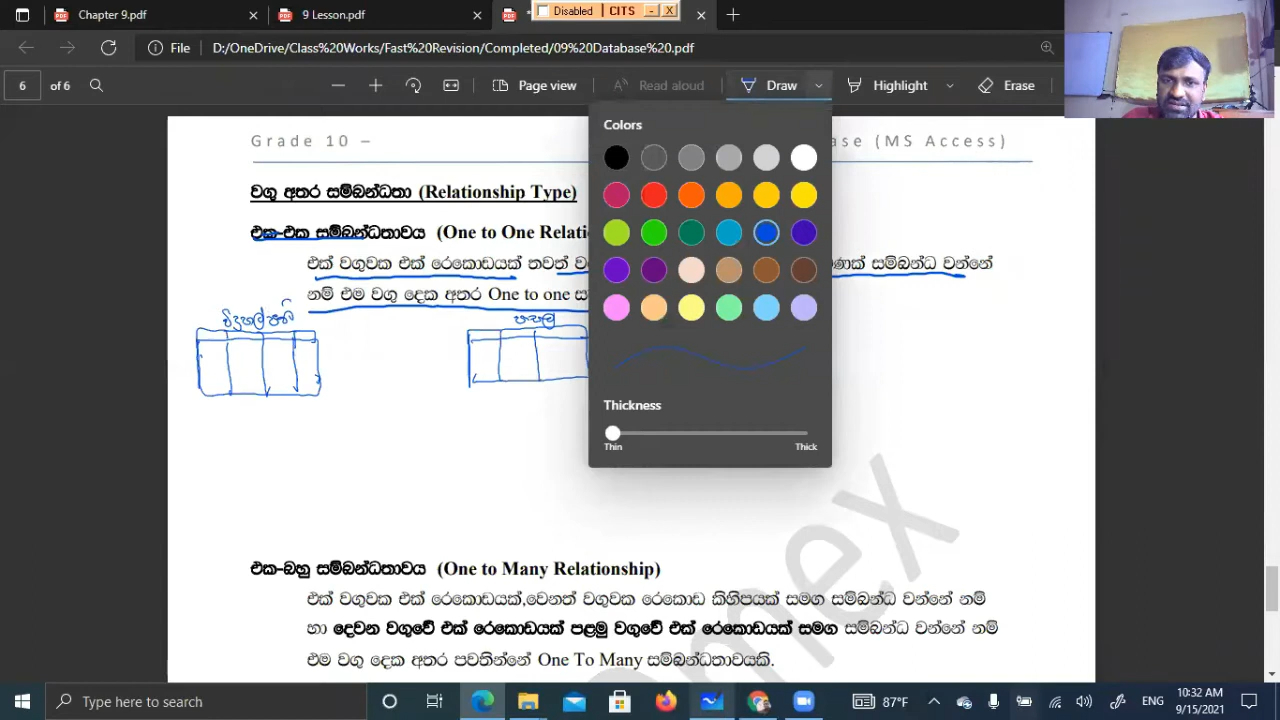 Chapter 9.pdf
9 Lesson.pdf
Disabled
CITS
File
D:/OneDrive/Class%20Works/Fast%20Revision/Completed/09%20Database%20.pdf
6 of 6
Page view
Read aloud
Draw
Highlight
Erase
Grade 10 –
ase (MS Access)
Colors
Thickness
Thin
Thick
වගු අතර සම්බන්ධතා (Relationship Type)
එක-එක සම්බන්ධතාවය (One to One Relati
එක් වගුවක එක් රෙකොඩයක් තවත් ව
ණක් සම්බන්ධ වන්නේ
නම් එම වගු දෙක අතර One to one ස
විදුහල්පති
පාසල
එක-බහු සම්බන්ධතාවය (One to Many Relationship)
එක් වගුවක එක් රෙකොඩයක්,වෙනත් වගුවක රෙකොඩ කිහිපයක් සමග සම්බන්ධ වන්නේ නම්
හා දෙවන වගුවේ එක් රෙකොඩයක් පළමු වගුවේ එක් රෙකොඩයක් සමග සම්බන්ධ වන්නේ නම්
එම වගු දෙක අතර පවතින්නේ One To Many සම්බන්ධතාවයකි.
omex
Type here to search
87°F
ENG
10:32 AM
9/15/2021